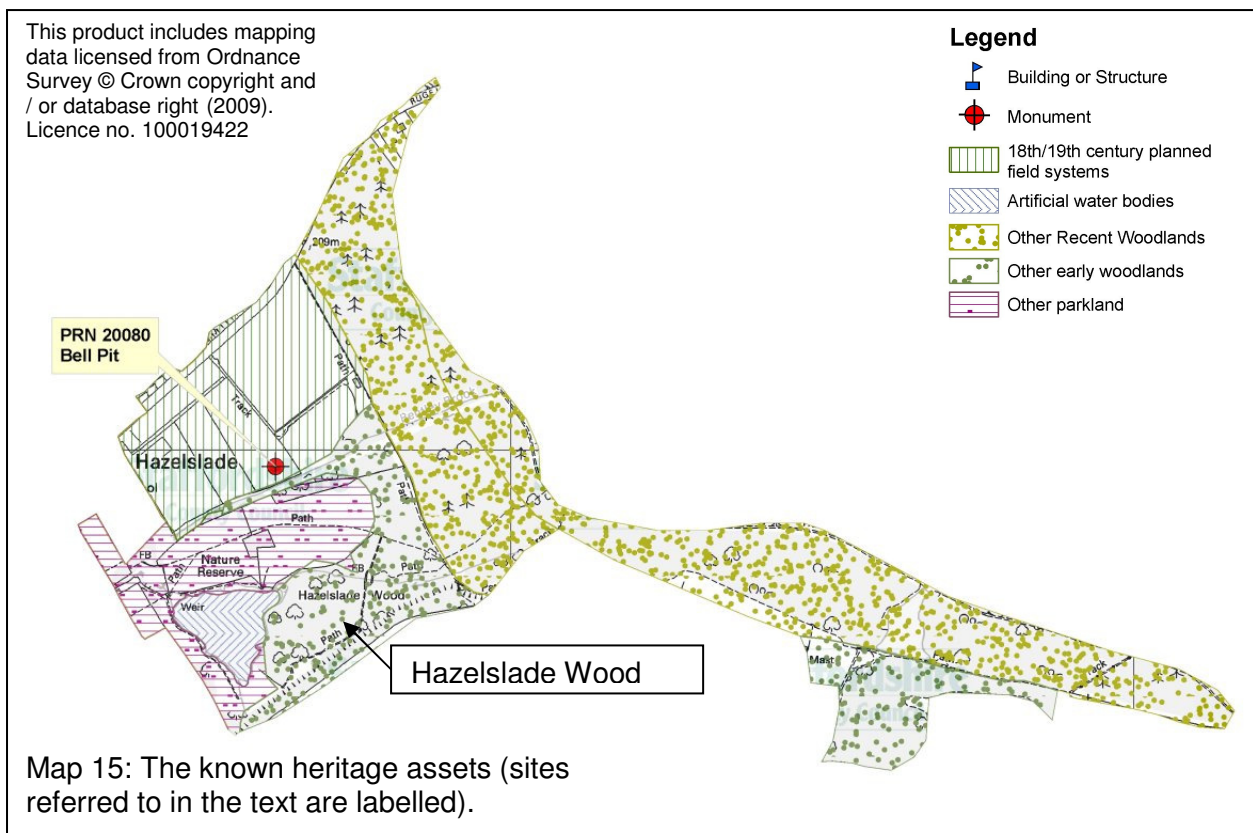 This product includes mapping
data licensed from Ordnance
Survey © Crown copyright and
/ or database right (2009).
Licence no. 100019422
Legend
Building or Structure
Monument
18th/19th century planned
field systems
Artificial water bodies
Other Recent Woodlands
Other early woodlands
Other parkland
209m
PRN 20080
Bell Pit
Path
Track
Hazelslade
Path
Path
FB
Nature
Reserve
Path
FB
Path
Weir
Hazelslade Wood
Path
Hazelslade Wood
Mast
Map 15: The known heritage assets (sites
referred to in the text are labelled).